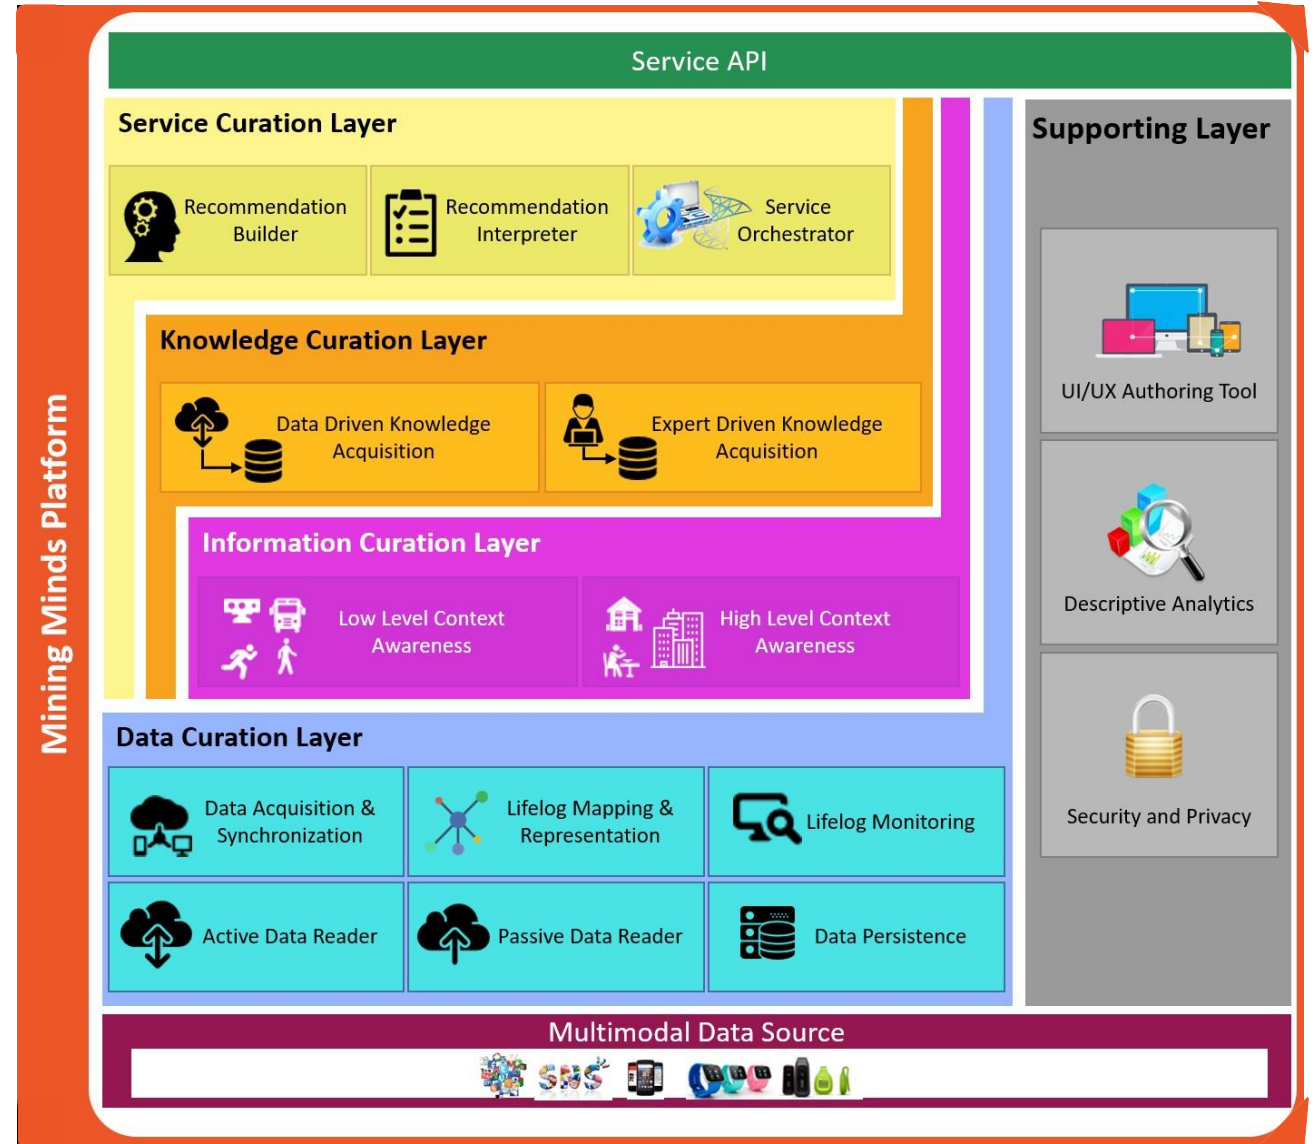 Mining Minds Platform
Service API
Service Curation Layer
Recommendation
Builder
Recommendation
Interpreter
Service
Orchestrator
Knowledge Curation Layer
Data Driven Knowledge
Acquisition
Expert Driven Knowledge
Acquisition
Information Curation Layer
Low Level Context
Awareness
High Level Context
Awareness
Data Curation Layer
Data Acquisition &
Synchronization
Lifelog Mapping &
Representation
Lifelog Monitoring
Active Data Reader
Passive Data Reader
Data Persistence
Supporting Layer
UI/UX Authoring Tool
Descriptive Analytics
Security and Privacy
Multimodal Data Source
SNS